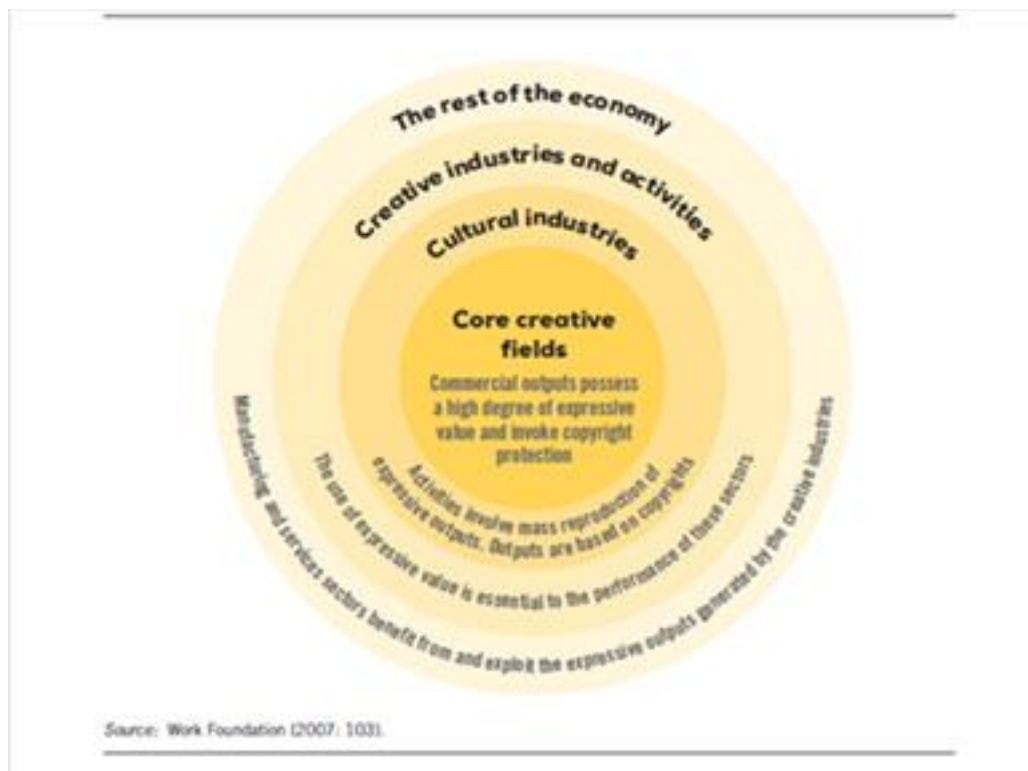 The rest of the economy
Creative industries and activities
Cultural industries
Core creative
fields
Commercial outputs possess
a high degree of expressive
value and invoke copyright
protection
Activities involve mass reproduction of
expressive outputs. Outputs are based on copyrights
The use of expressive value is essential to the performance of these sectors
Manufacturing and services sectors benefit from and exploit the expressive outputs generated by the creative industries
Source: Work Foundation (2007: 103).